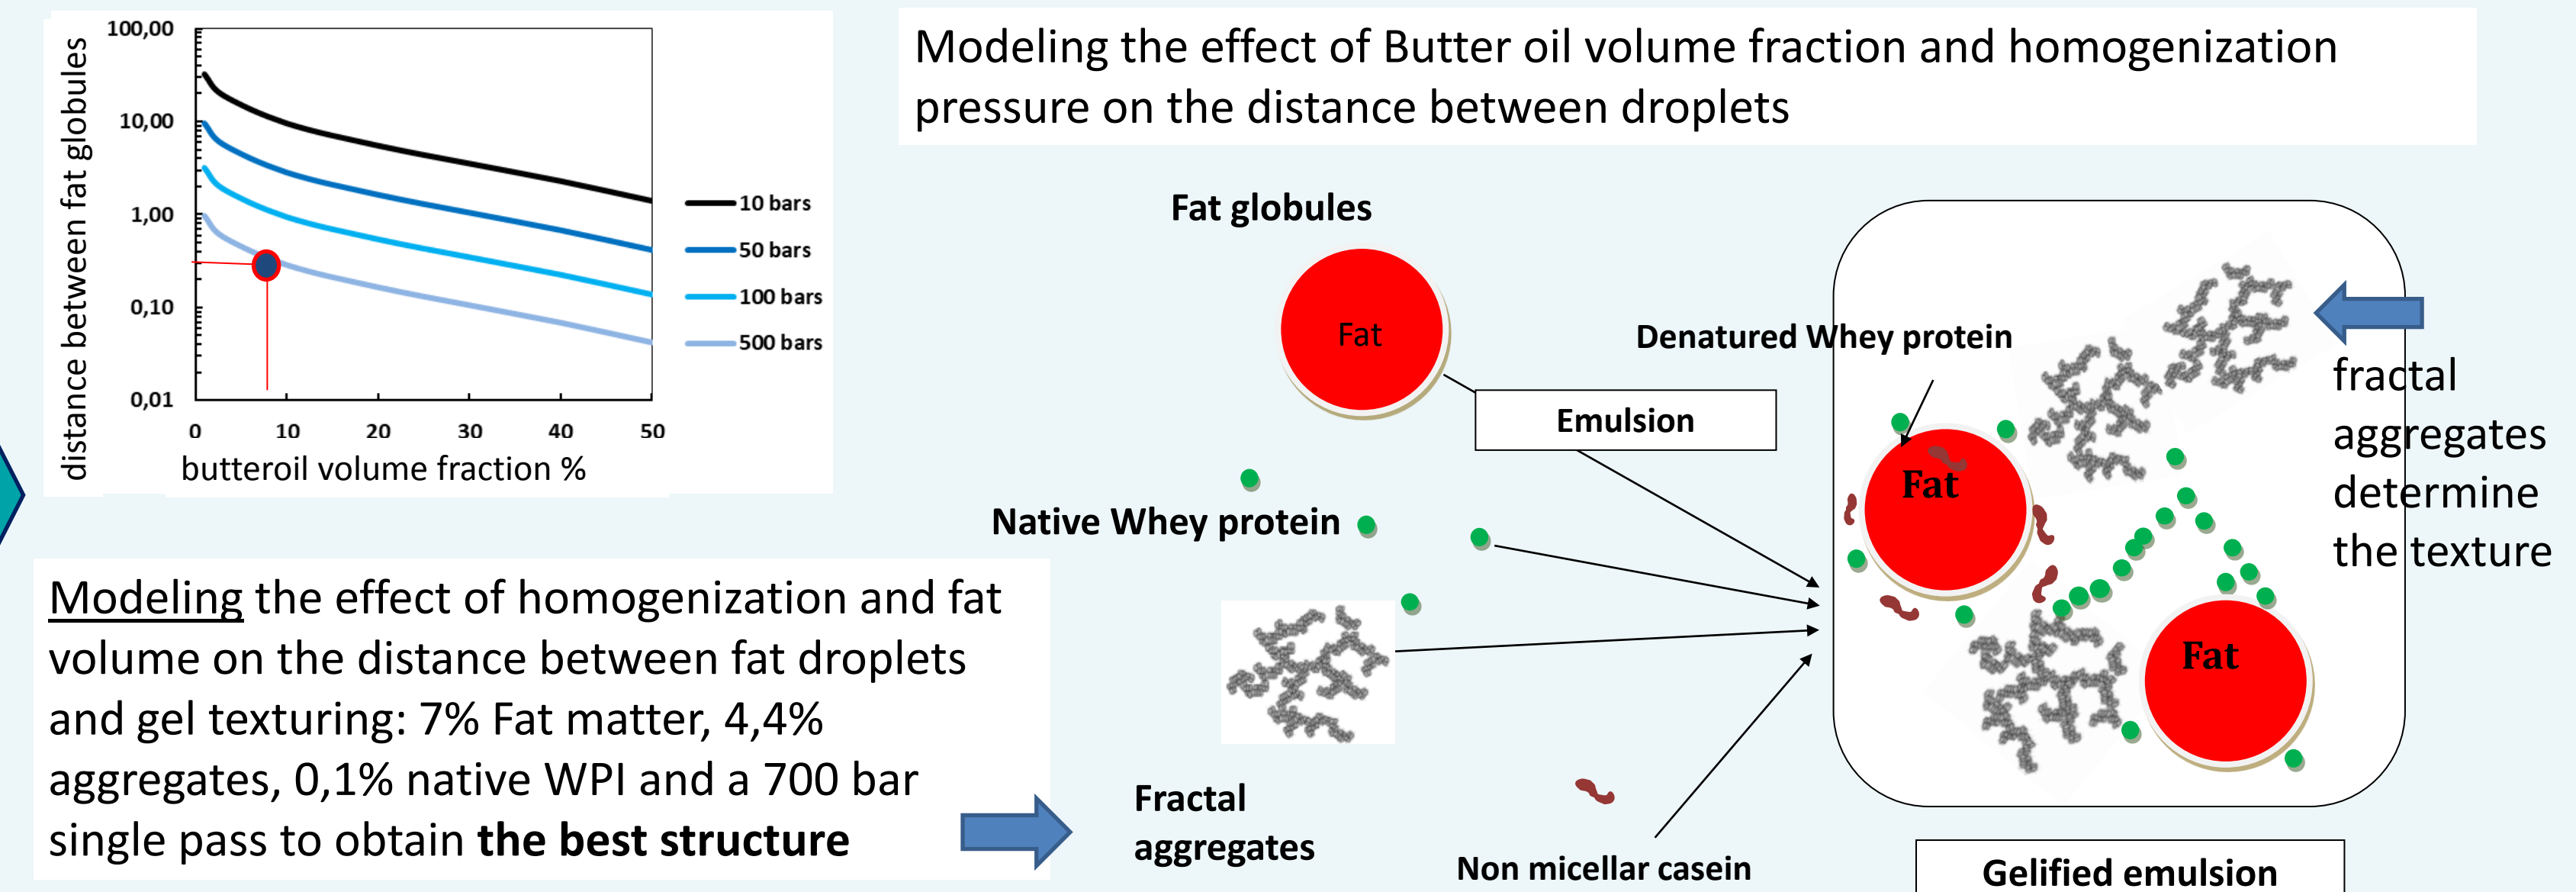 distance between fat globules
100,00
10,00
1,00
0,10
0,01
0 10 20 30 40 50
butteroil volume fraction %
10 bars
50 bars
100 bars
500 bars
Modeling the effect of Butter oil volume fraction and homogenization
pressure on the distance between droplets
Modeling the effect of homogenization and fat
volume on the distance between fat droplets
and gel texturing: 7% Fat matter, 4,4%
aggregates, 0,1% native WPI and a 700 bar
single pass to obtain the best structure
Fat globules
Fat
Emulsion
Native Whey protein
Fractal
aggregates
Non micellar casein
Denatured Whey protein
Fat
Fat
fractal
aggregates
determine
the texture
Gelified emulsion